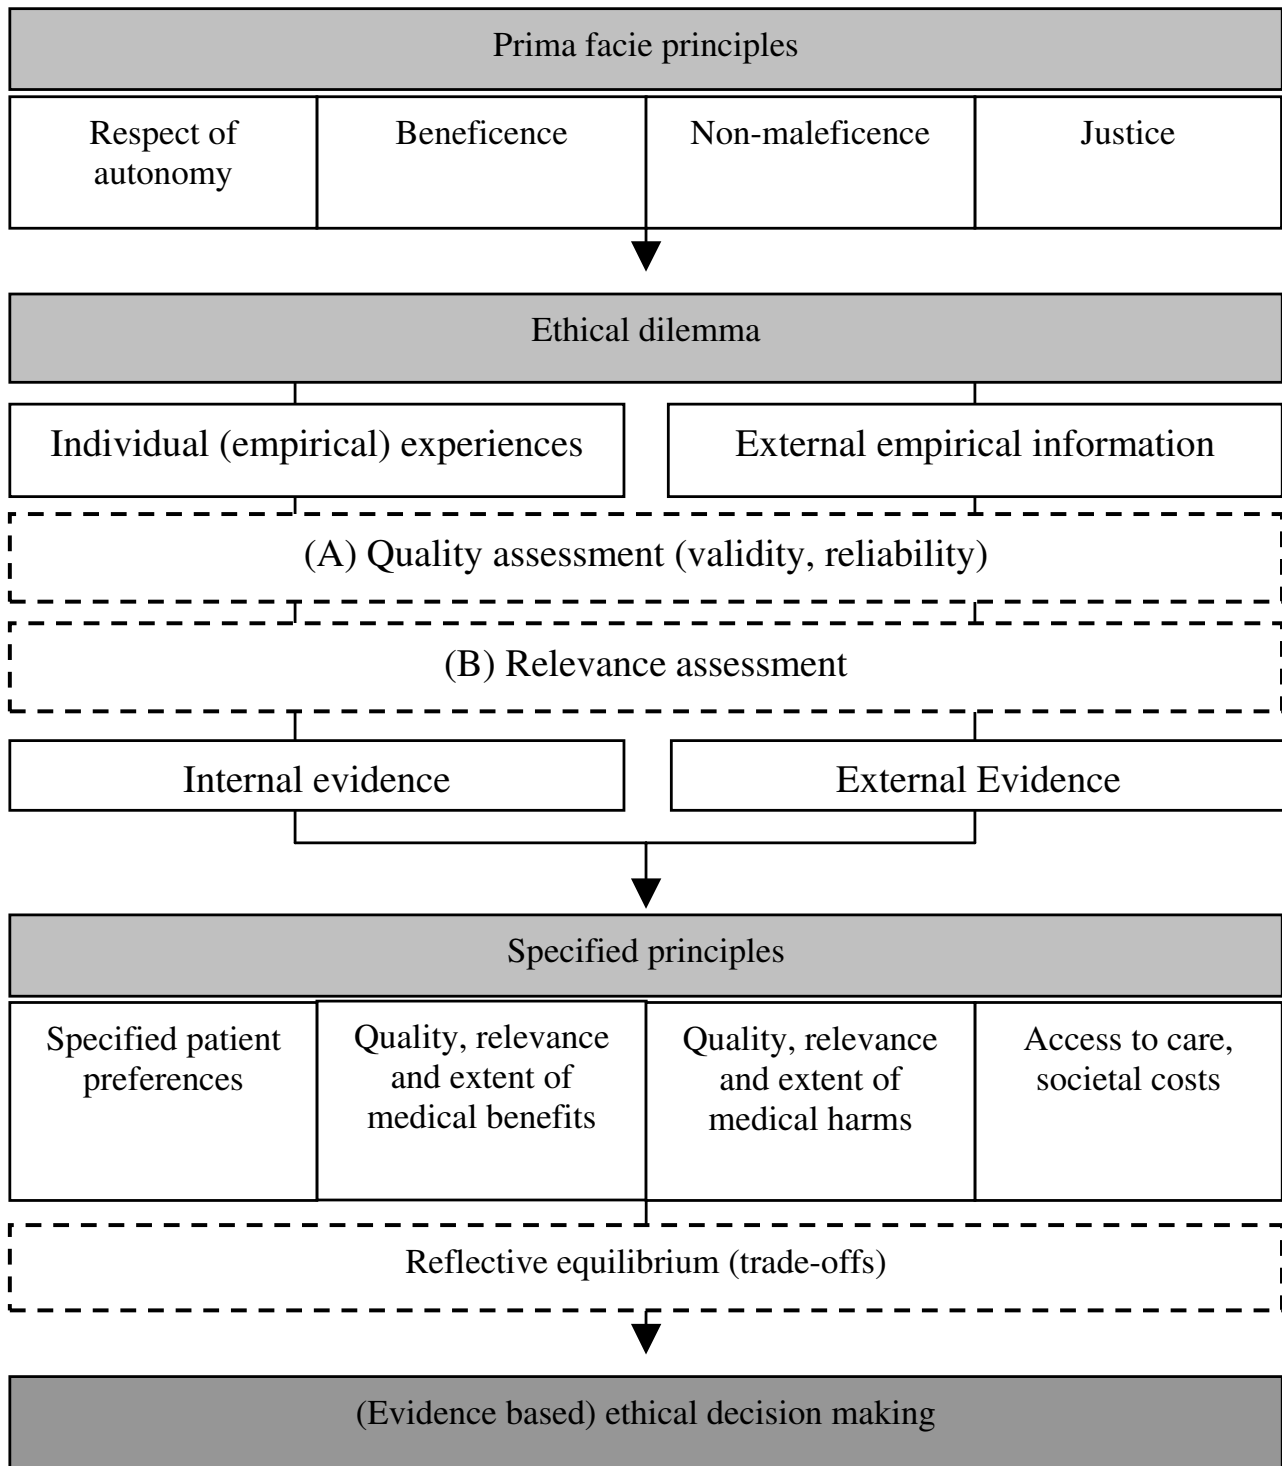 Prima facie principles
Respect of
autonomy
Beneficence
Non-maleficence
Justice
Ethical dilemma
Individual (empirical) experiences
External empirical information
(A) Quality assessment (validity, reliability)
(B) Relevance assessment
Internal evidence
External Evidence
Specified principles
Specified patient
preferences
Quality, relevance
and extent of
medical benefits
Quality, relevance
and extent of
medical harms
Access to care,
societal costs
Reflective equilibrium (trade-offs)
(Evidence based) ethical decision making